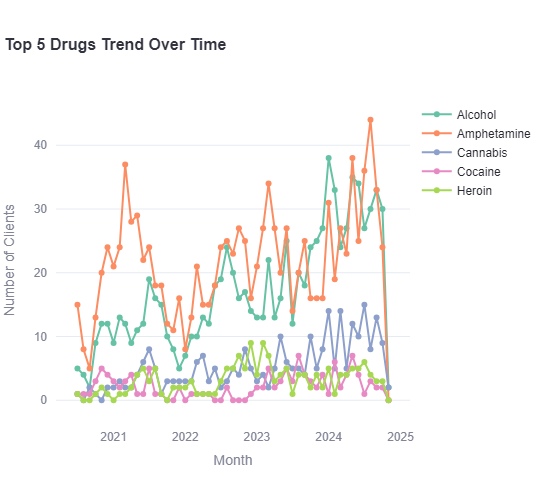 Top 5 Drugs Trend Over Time
Alcohol
Amphetamine
Cannabis
Cocaine
Heroin
Number of Clients
40
30
20
10
0
2021
2022
2023
2024
2025
Month